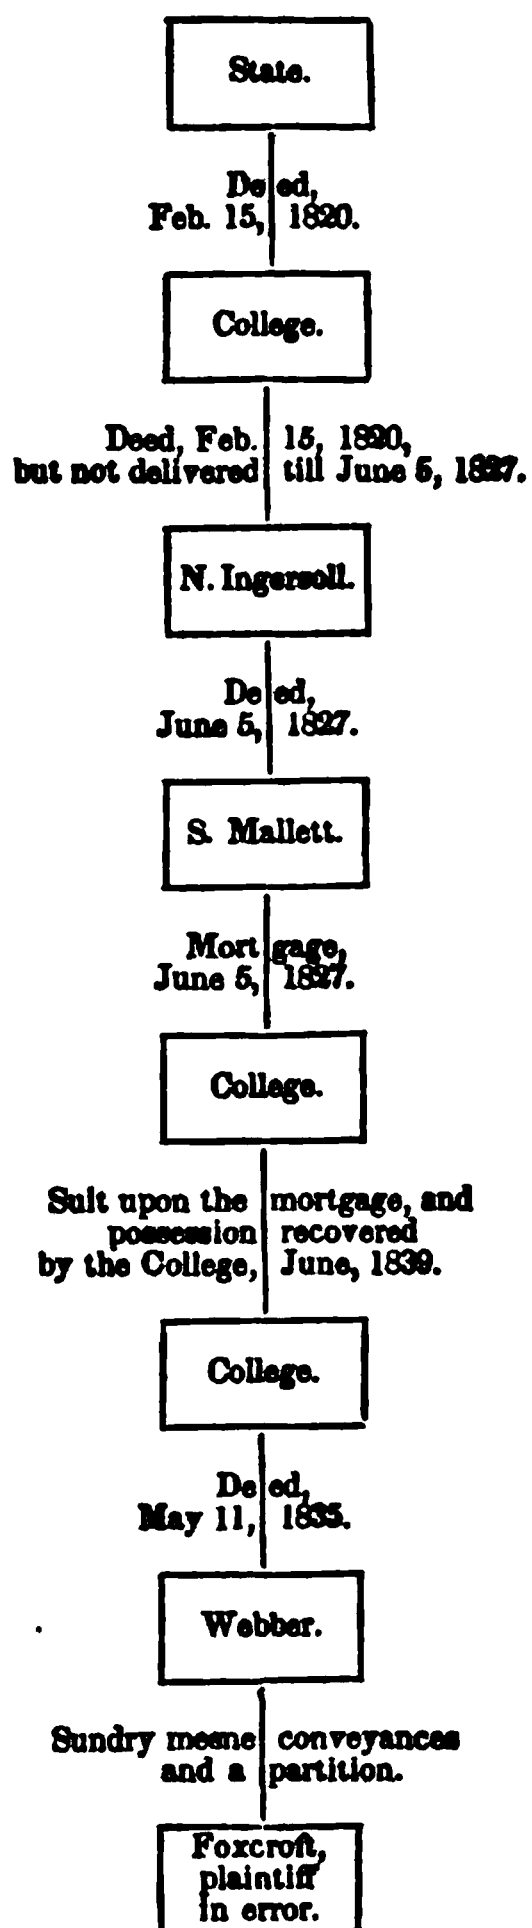 State.
Deed,
Feb. 15, 1820.
College.
Deed, Feb. 15, 1820,
but not delivered till June 5, 1827.
N. Ingersoll.
Deed,
June 5, 1827.
S. Mallett.
Mortgage,
June 5, 1827.
College.
Suit upon the mortgage, and
possession recovered
by the College, June, 1839.
College.
Deed,
May 11, 1835.
Webber.
Sundry mesne conveyances
and a partition.
Foxcroft,
plaintiff
in error.